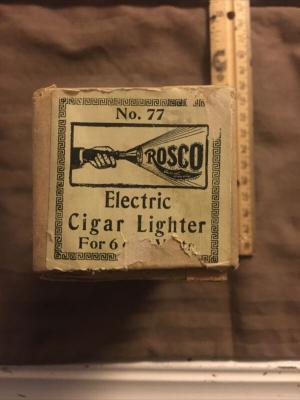 No. 77
ROSCO
Electric
Cigar Lighter
For 6